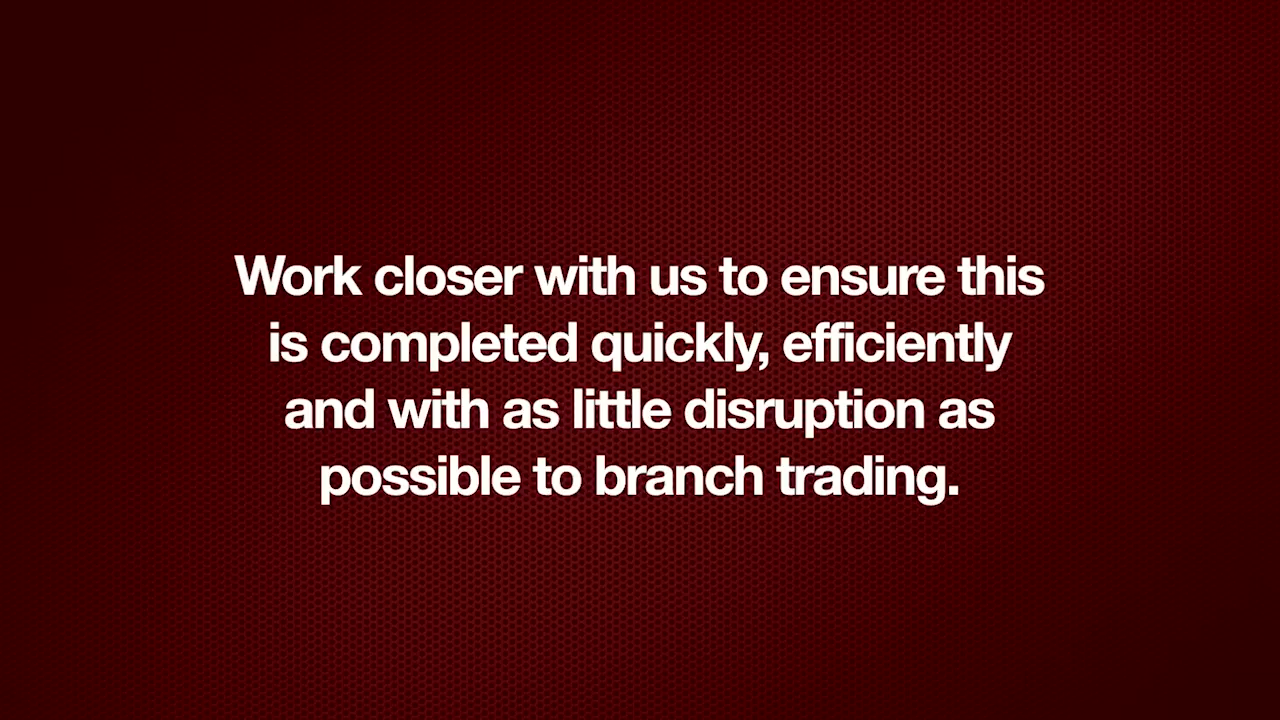 Work closer with us to ensure this
is completed quickly, efficiently
and with as little disruption as
possible to branch trading.